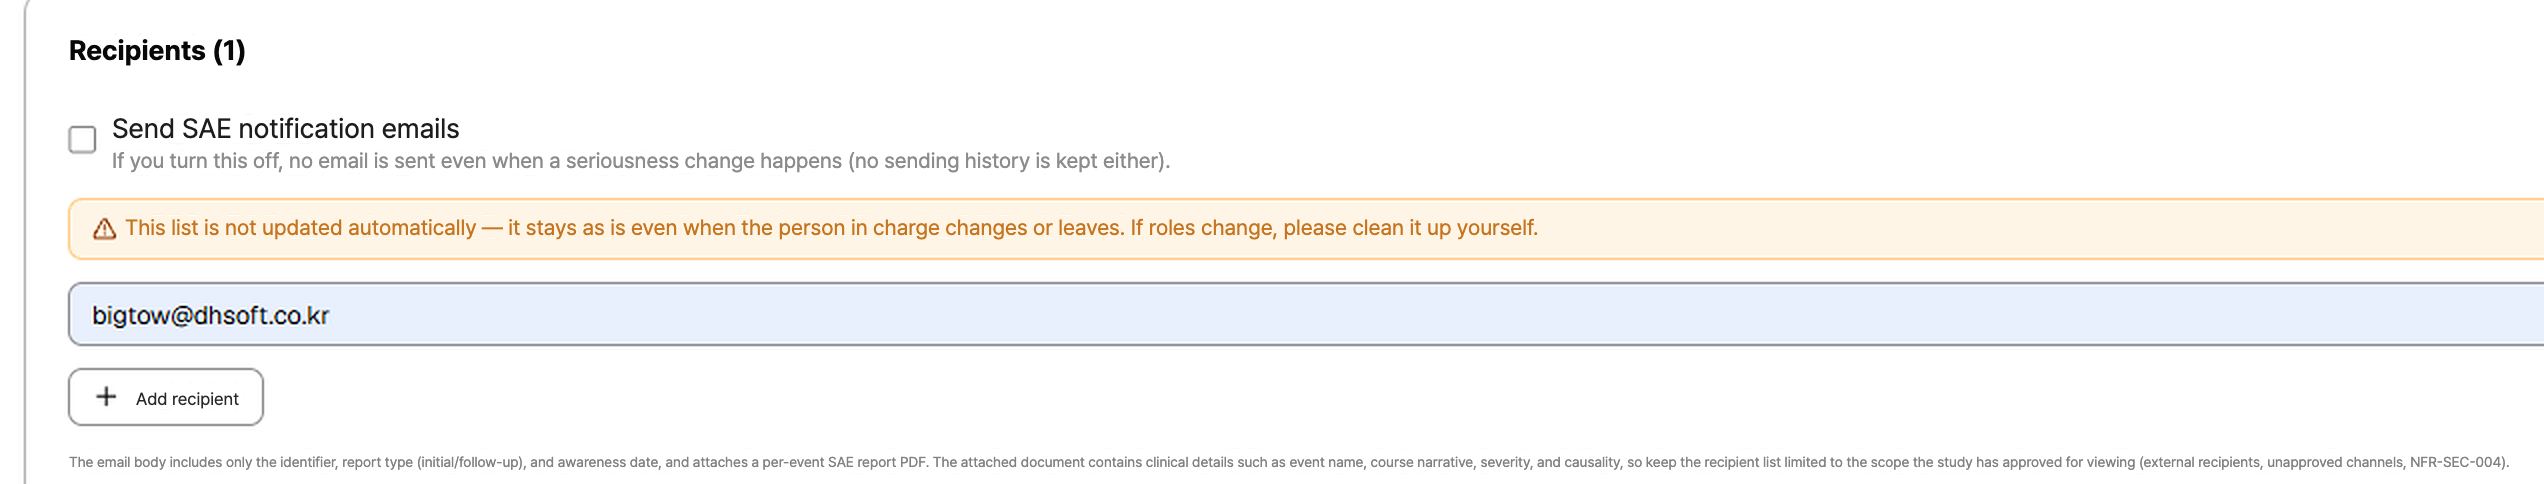 Recipients (1)
Send SAE notification emails
If you turn this off, no email is sent even when a seriousness change happens (no sending history is kept either).
This list is not updated automatically — it stays as is even when the person in charge changes or leaves. If roles change, please clean it up yourself.
bigtow@dhsoft.co.kr
+ Add recipient
The email body includes only the identifier, report type (initial/follow-up), and awareness date, and attaches a per-event SAE report PDF. The attached document contains clinical details such as event name, course narrative, severity, and causality, so keep the recipient list limited to the scope the study has approved for viewing (external recipients, unapproved channels, NFR-SEC-004).